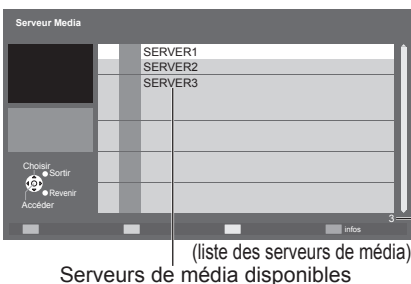 Serveur Media
SERVER1
SERVER2
SERVER3
Choisir
Sortir
Revenir
Accéder
3
infos
(liste des serveurs de média)
Serveurs de média disponibles